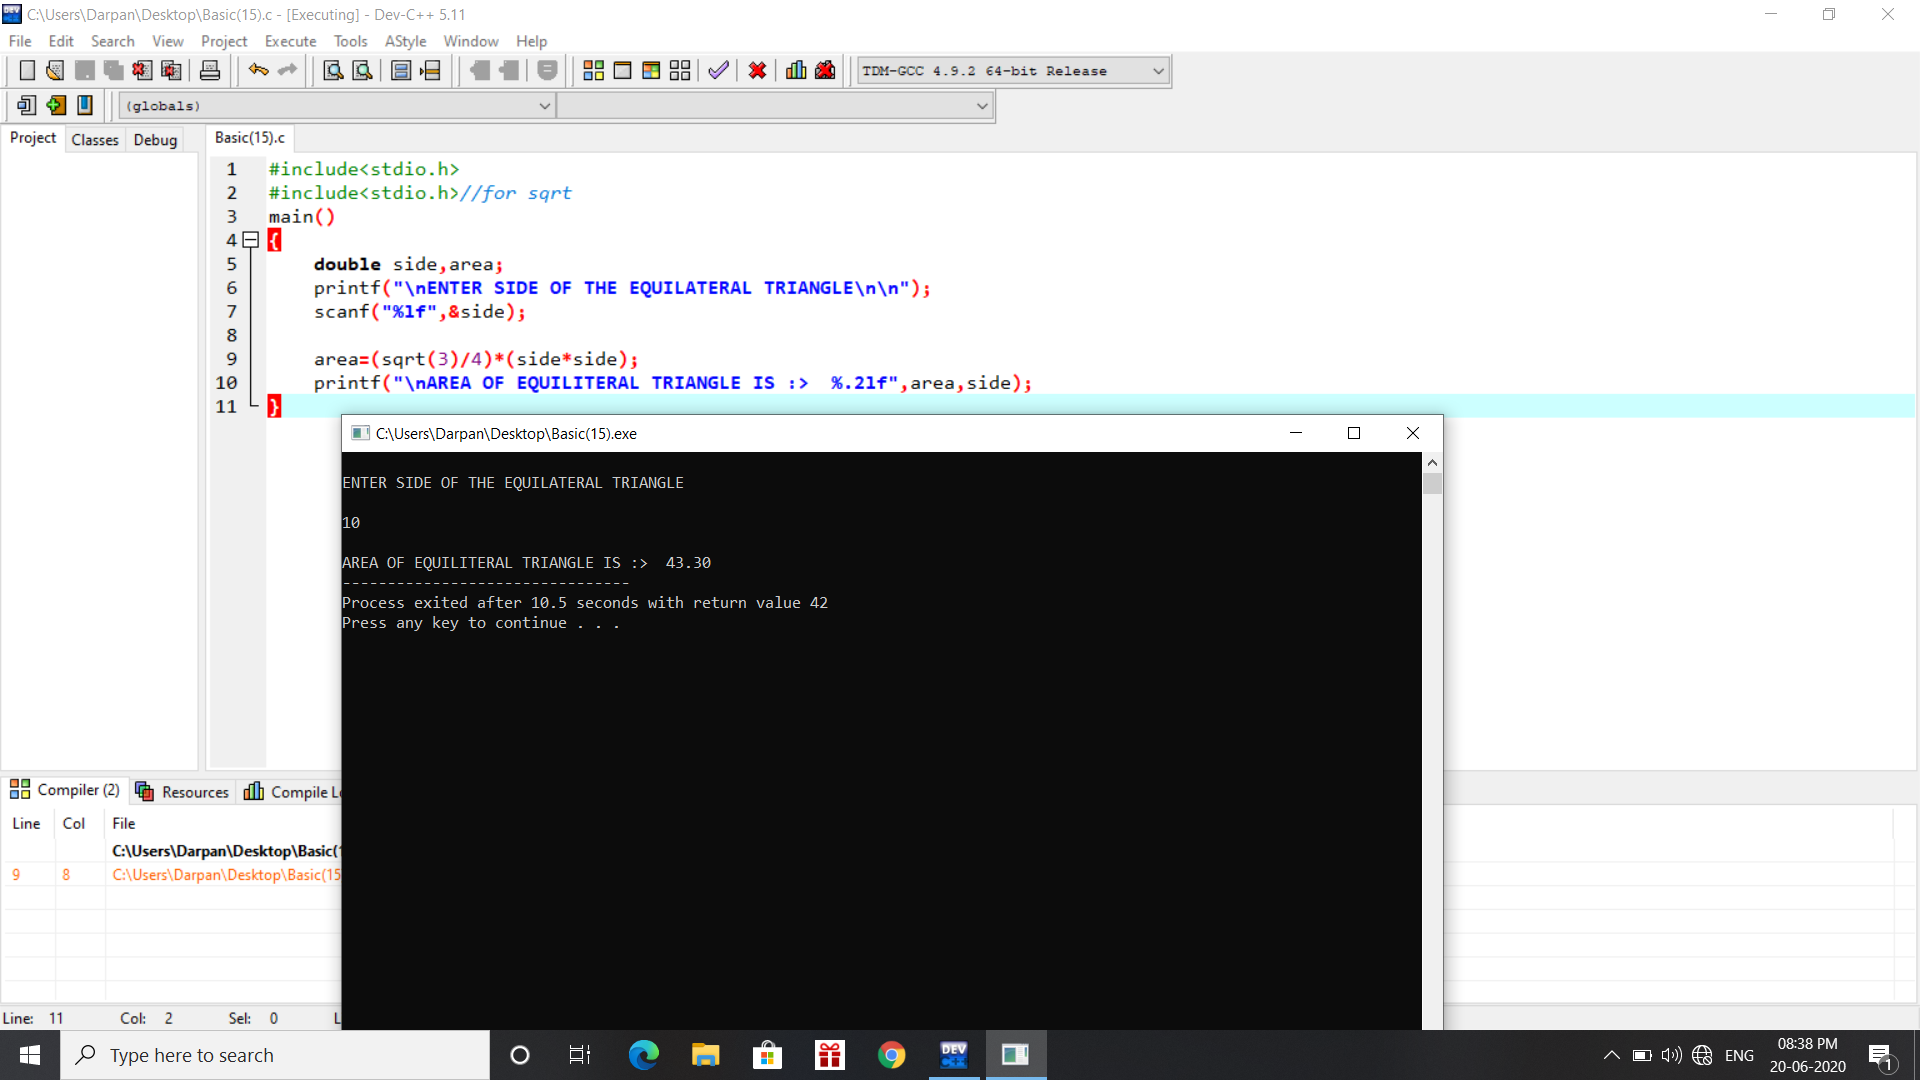 C:\Users\Darpan\Desktop\Basic(15).c - [Executing] - Dev-C++ 5.11
File Edit Search View Project Execute Tools AStyle Window Help
TDM-GCC 4.9.2 64-bit Release
(globals)
Project Classes Debug Basic(15).c
1 #include<stdio.h>
2 #include<stdio.h>//for sqrt
3 main()
4 {
5 double side,area;
6 printf("\nENTER SIDE OF THE EQUILATERAL TRIANGLE\n\n");
7 scanf("%lf",&side);
8
9 area=(sqrt(3)/4)*(side*side);
10 printf("\nAREA OF EQUILITERAL TRIANGLE IS :>  %.2lf",area,side);
11 }
C:\Users\Darpan\Desktop\Basic(15).exe
ENTER SIDE OF THE EQUILATERAL TRIANGLE
10
AREA OF EQUILITERAL TRIANGLE IS :>  43.30
--------------------------------
Process exited after 10.5 seconds with return value 42
Press any key to continue . . .
Compiler (2) Resources Compile L
Line Col File
C:\Users\Darpan\Desktop\Basic(
9 8 C:\Users\Darpan\Desktop\Basic(15
Line: 11 Col: 2 Sel: 0 L
Type here to search
DEV C++
ENG
08:38 PM
20-06-2020
1